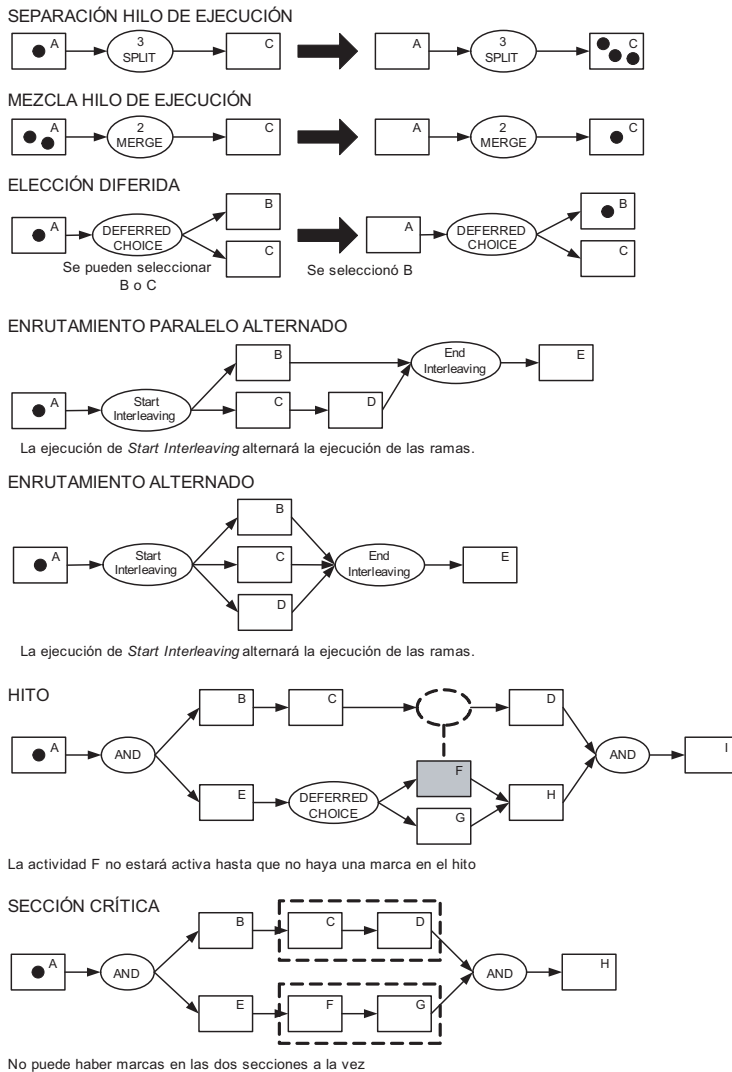 SEPARACIÓN HILO DE EJECUCIÓN
A 3 SPLIT C A 3 SPLIT C
MEZCLA HILO DE EJECUCIÓN
A 2 MERGE C A 2 MERGE C
ELECCIÓN DIFERIDA
A DEFERRED CHOICE B C A DEFERRED CHOICE B C
Se pueden seleccionar
B o C
Se seleccionó B
ENRUTAMIENTO PARALELO ALTERNADO
A Start Interleaving B C D End Interleaving E
La ejecución de Start Interleaving alternará la ejecución de las ramas.
ENRUTAMIENTO ALTERNADO
A Start Interleaving B C D End Interleaving E
La ejecución de Start Interleaving alternará la ejecución de las ramas.
HITO
A AND B C D E DEFERRED CHOICE F G H AND I
La actividad F no estará activa hasta que no haya una marca en el hito
SECCIÓN CRÍTICA
A AND B C D E F G AND H
No puede haber marcas en las dos secciones a la vez